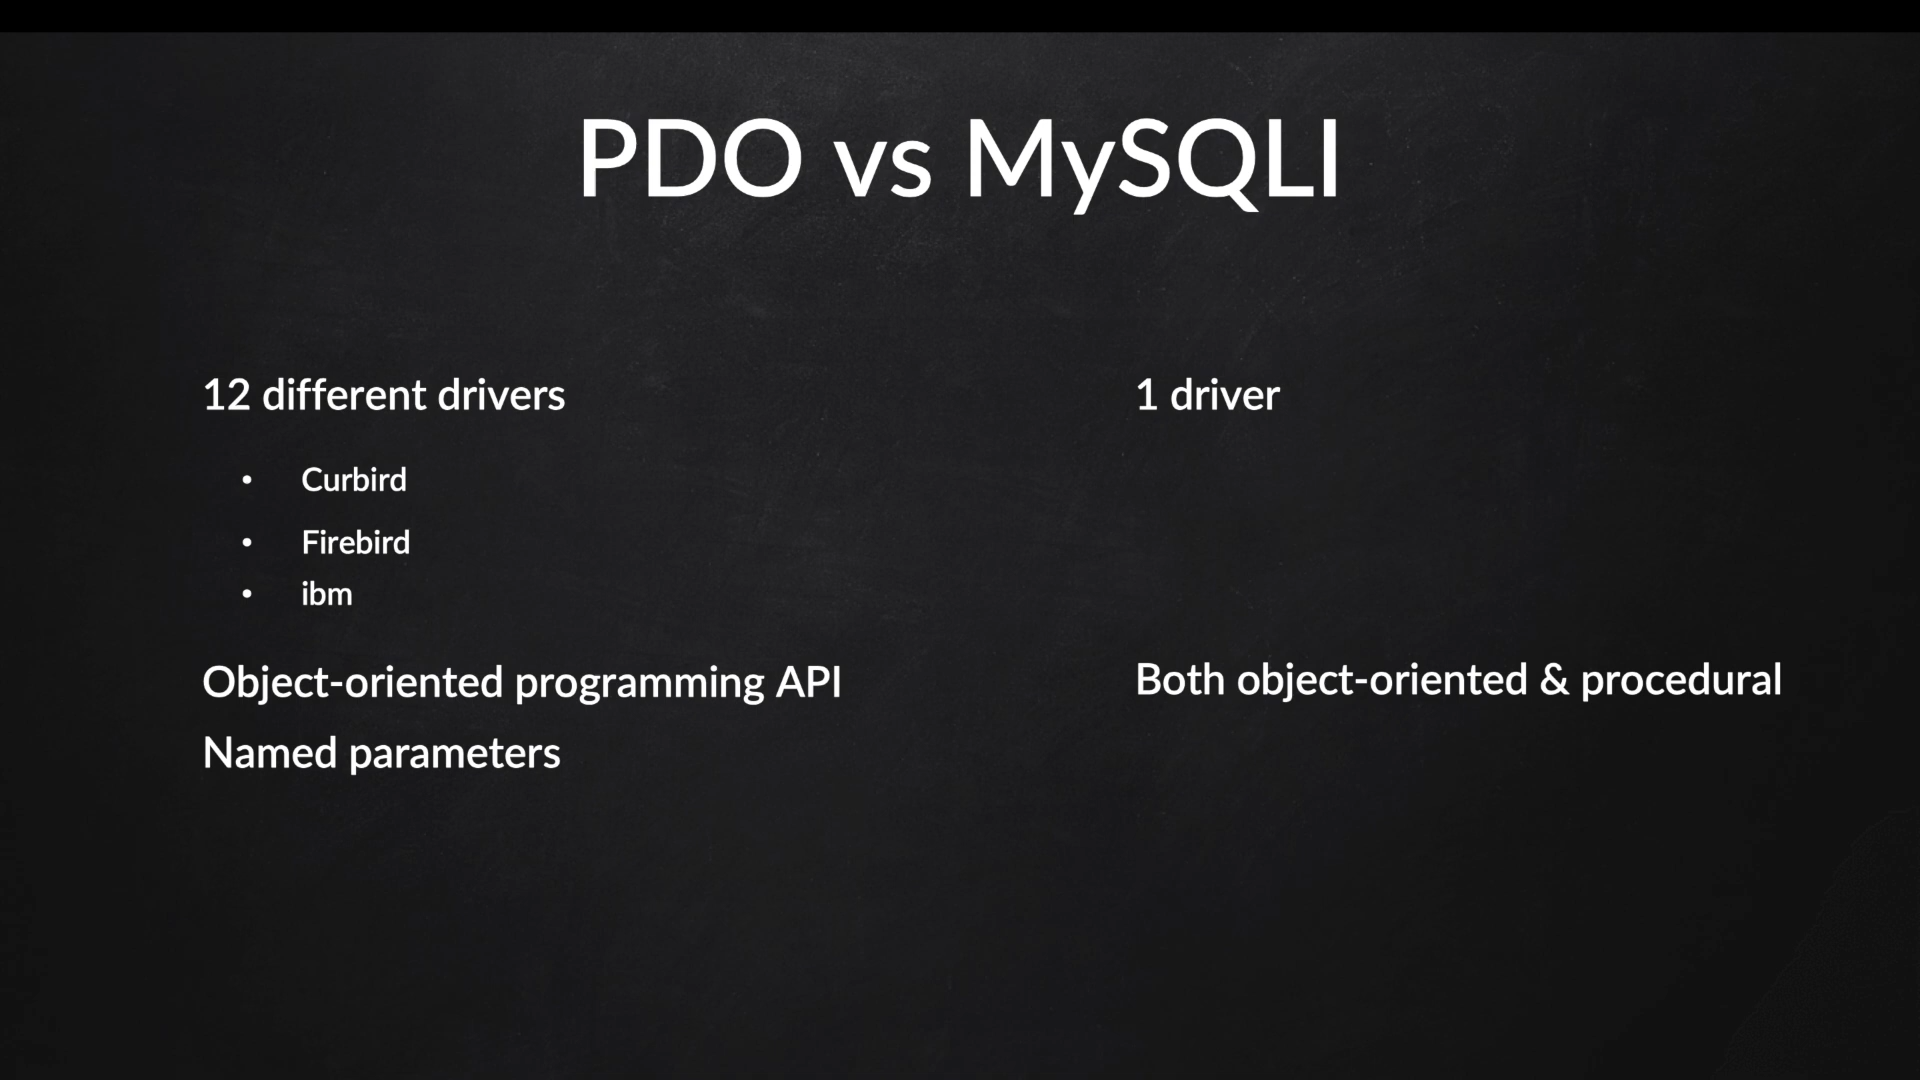 PDO vs MySQLI
12 different drivers
• Curbird
• Firebird
• ibm
Object-oriented programming API
Named parameters
1 driver
Both object-oriented & procedural